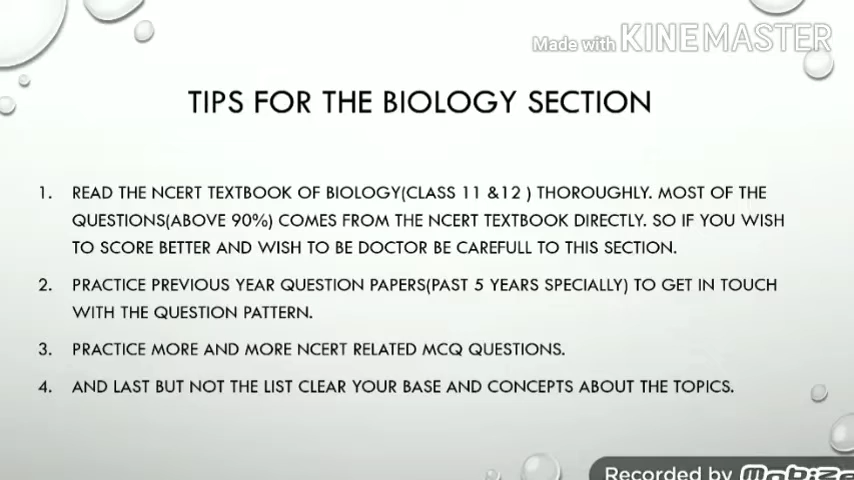 Made with KINEMASTER
TIPS FOR THE BIOLOGY SECTION
1. READ THE NCERT TEXTBOOK OF BIOLOGY(CLASS 11 &12 ) THOROUGHLY. MOST OF THE
QUESTIONS(ABOVE 90%) COMES FROM THE NCERT TEXTBOOK DIRECTLY. SO IF YOU WISH
TO SCORE BETTER AND WISH TO BE DOCTOR BE CAREFULL TO THIS SECTION.
2. PRACTICE PREVIOUS YEAR QUESTION PAPERS(PAST 5 YEARS SPECIALLY) TO GET IN TOUCH
WITH THE QUESTION PATTERN.
3. PRACTICE MORE AND MORE NCERT RELATED MCQ QUESTIONS.
4. AND LAST BUT NOT THE LIST CLEAR YOUR BASE AND CONCEPTS ABOUT THE TOPICS.
Recorded by